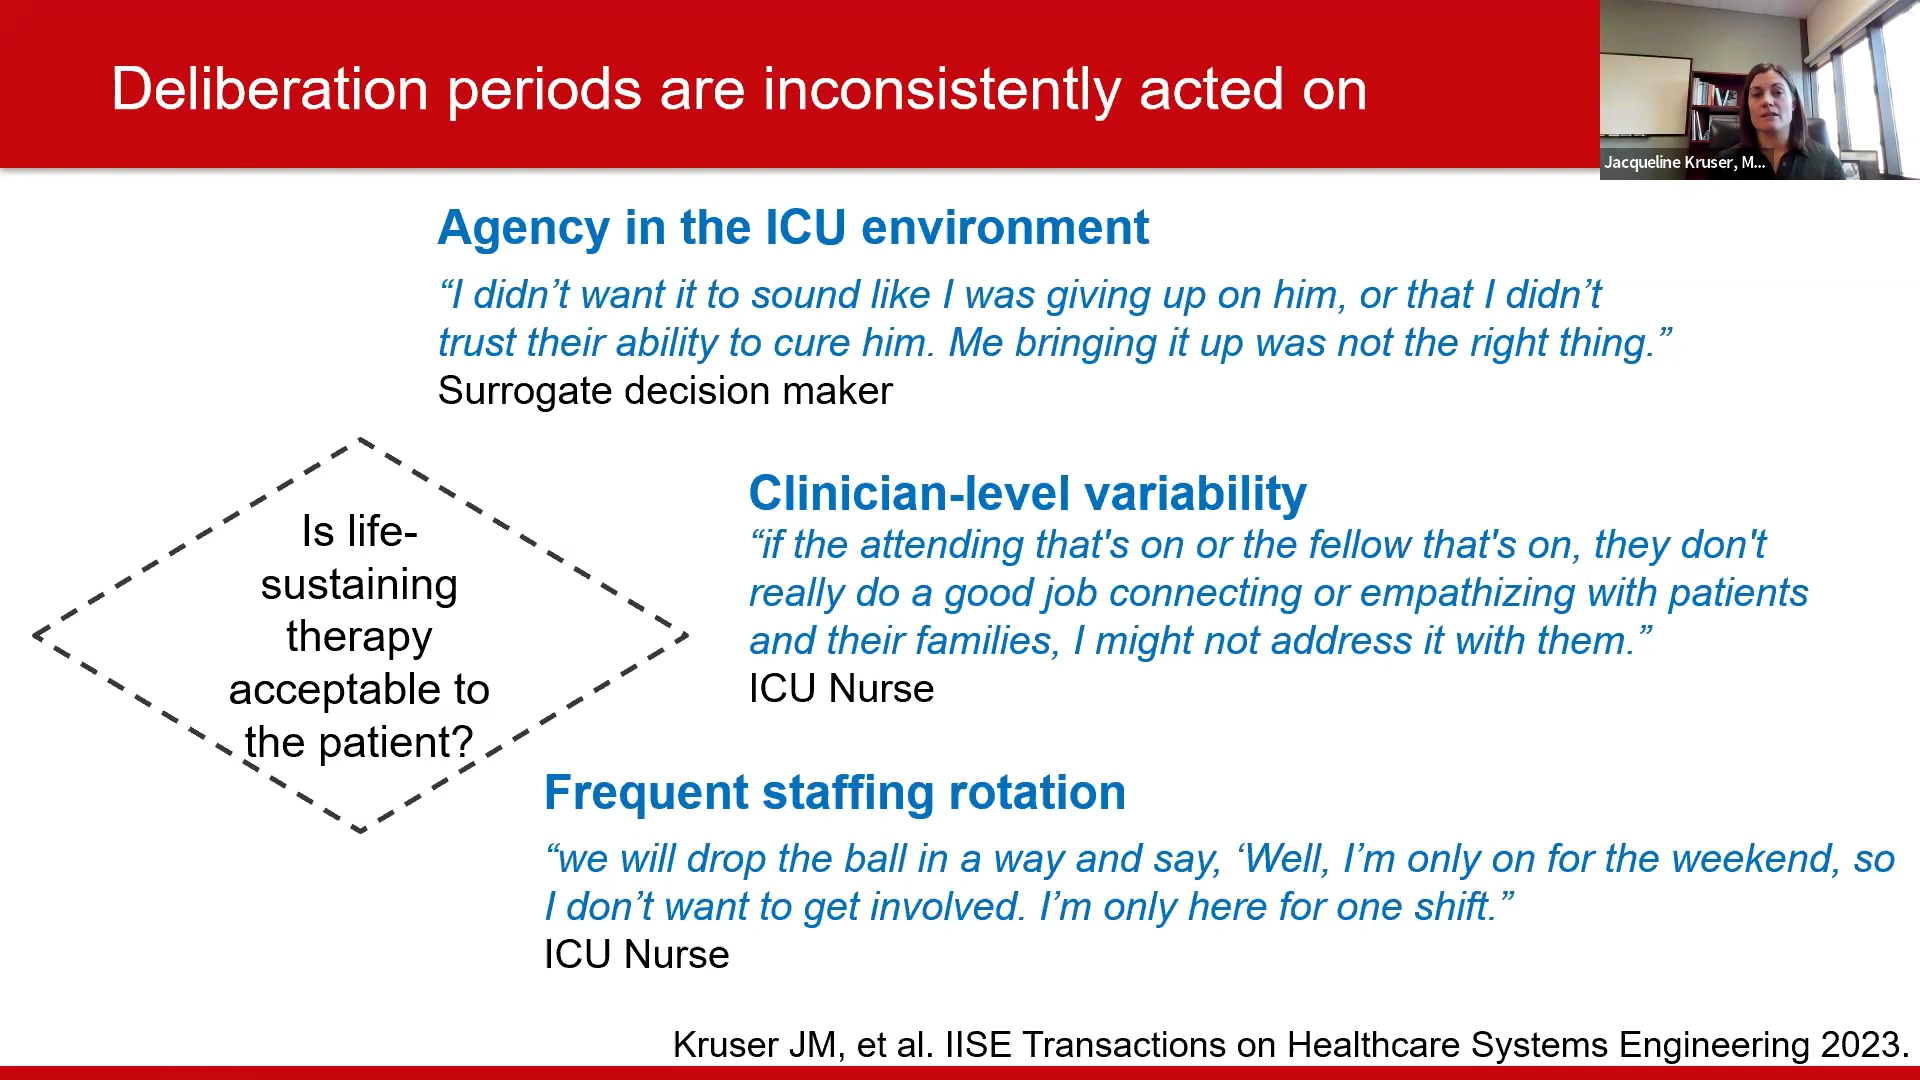 Deliberation periods are inconsistently acted on
Jacqueline Kruser, M...
Agency in the ICU environment
“I didn’t want it to sound like I was giving up on him, or that I didn’t
trust their ability to cure him. Me bringing it up was not the right thing.”
Surrogate decision maker
Is life-
sustaining
therapy
acceptable to
the patient?
Clinician-level variability
“if the attending that's on or the fellow that's on, they don't
really do a good job connecting or empathizing with patients
and their families, I might not address it with them.”
ICU Nurse
Frequent staffing rotation
“we will drop the ball in a way and say, ‘Well, I’m only on for the weekend, so
I don’t want to get involved. I’m only here for one shift.”
ICU Nurse
Kruser JM, et al. IISE Transactions on Healthcare Systems Engineering 2023.